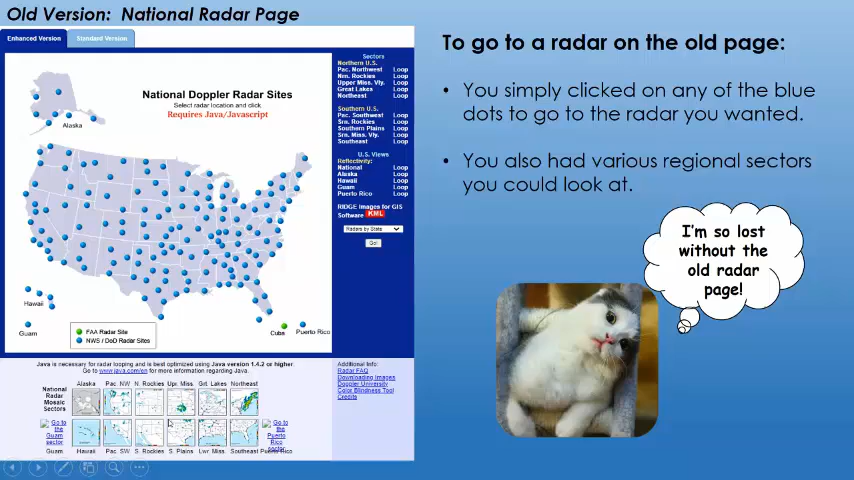 Old Version:  National Radar Page
Enhanced Version
Standard Version
National Doppler Radar Sites
Select radar location and click
Requires Java/Javascript
Alaska
Hawaii
Guam
FAA Radar Site
NWS / DoD Radar Sites
Cuba
Puerto Rico
Sectors
Northern U.S.
Pac. Northwest Loop
Nrn. Rockies Loop
Upper Miss. Vly. Loop
Great Lakes Loop
Northeast Loop
Southern U.S.
Pac. Southwest Loop
Srn. Rockies Loop
Southern Plains Loop
Srn. Miss. Vly. Loop
Southeast Loop
U.S. Views
Reflectivity:
National Loop
Alaska Loop
Hawaii Loop
Guam Loop
Puerto Rico Loop
RIDGE Images for GIS
Software KML
Radars by State
Go!
Java is necessary for radar looping and is best optimized using Java version 1.4.2 or higher.
Go to www.java.com/en for more information regarding Java.
National
Radar
Mosaic
Sectors
Alaska Pac. NW N. Rockies Upr. Miss. Grt. Lakes Northeast
Go to
the
Guam
sector
Go to
the
Puerto
Rico
Guam Hawaii Pac. SW S. Rockies S. Plains Lwr. Miss. Southeast
Additional Info:
Radar FAQ
Downloading Images
Doppler University
Color Blindness Tool
Credits
To go to a radar on the old page:
• You simply clicked on any of the blue
dots to go to the radar you wanted.
• You also had various regional sectors
you could look at.
I'm so lost
without the
old radar
page!